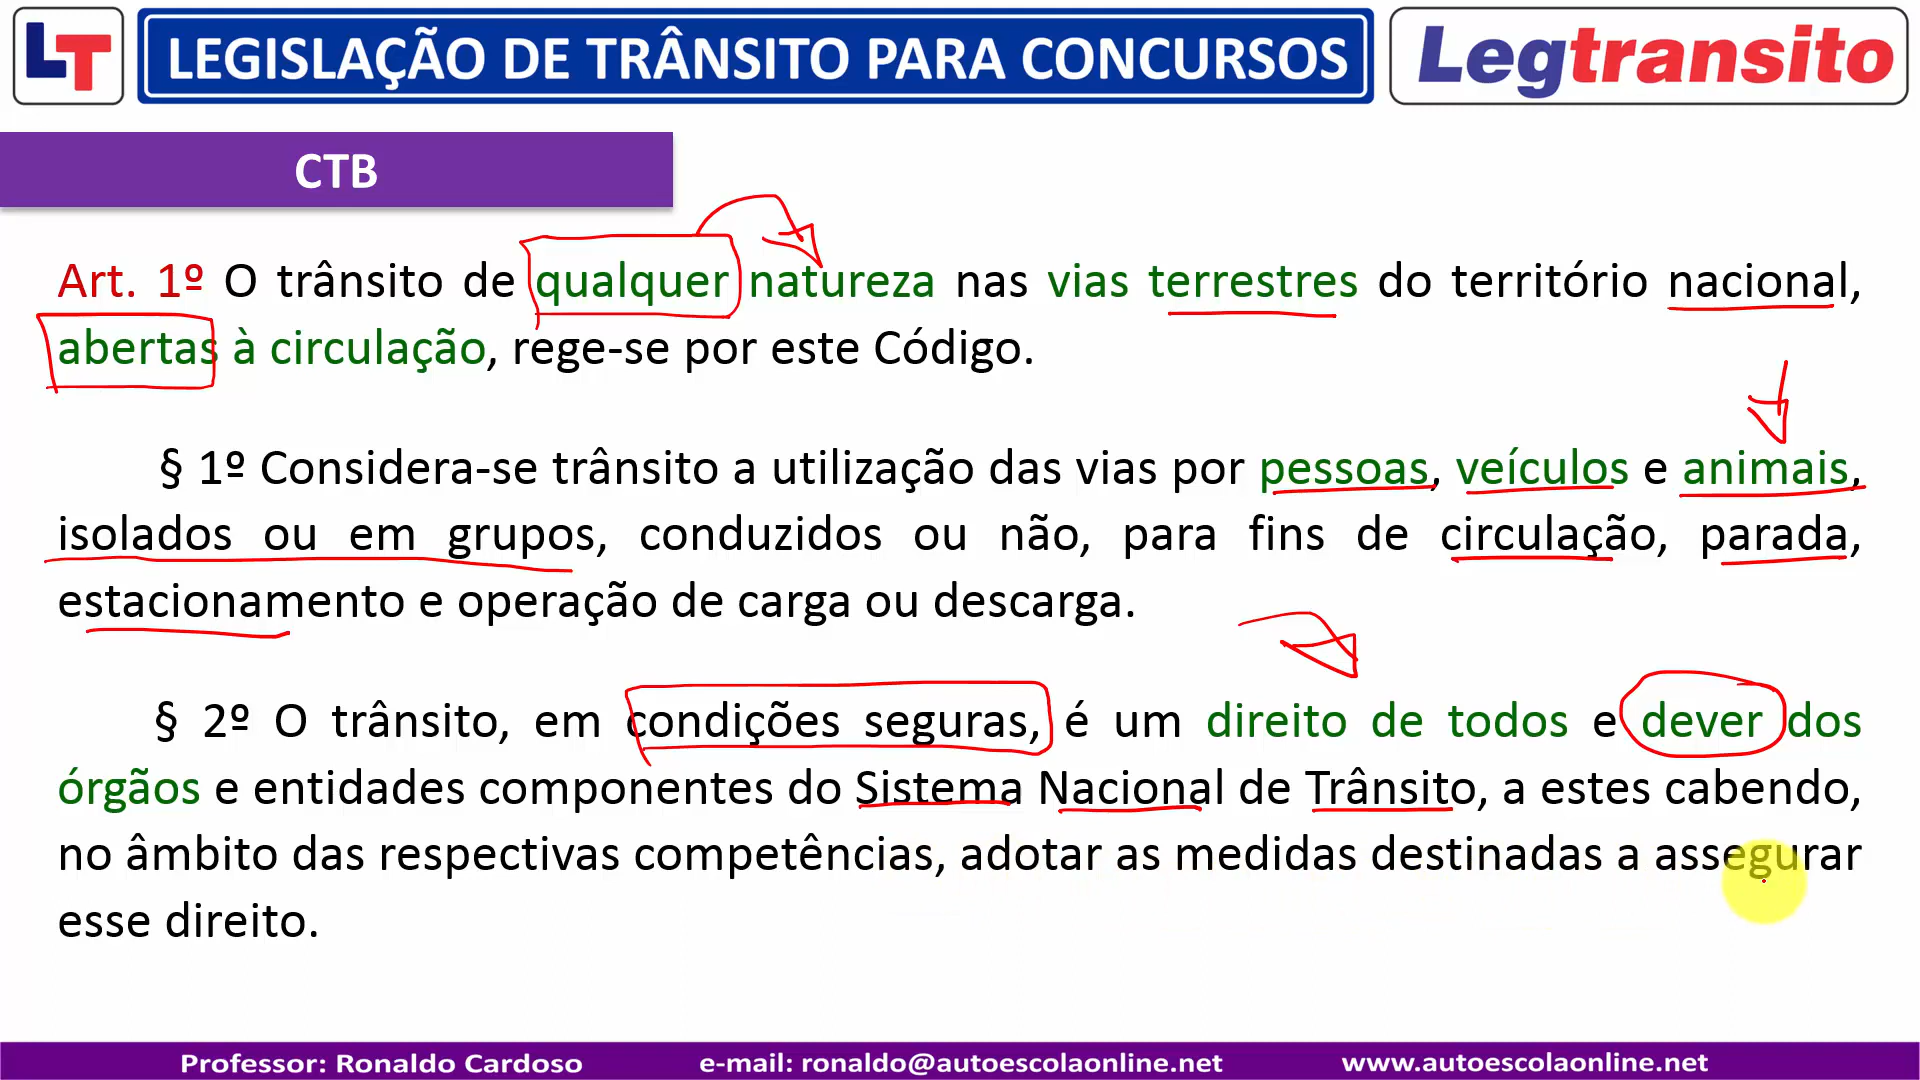 LT LEGISLAÇÃO DE TRÂNSITO PARA CONCURSOS Legtransito
CTB
Art. 1º O trânsito de qualquer natureza nas vias terrestres do território nacional,
abertas à circulação, rege-se por este Código.
§ 1º Considera-se trânsito a utilização das vias por pessoas, veículos e animais,
isolados ou em grupos, conduzidos ou não, para fins de circulação, parada,
estacionamento e operação de carga ou descarga.
§ 2º O trânsito, em condições seguras, é um direito de todos e dever dos
órgãos e entidades componentes do Sistema Nacional de Trânsito, a estes cabendo,
no âmbito das respectivas competências, adotar as medidas destinadas a assegurar
esse direito.
Professor: Ronaldo Cardoso e-mail: ronaldo@autoescolaonline.net www.autoescolaonline.net